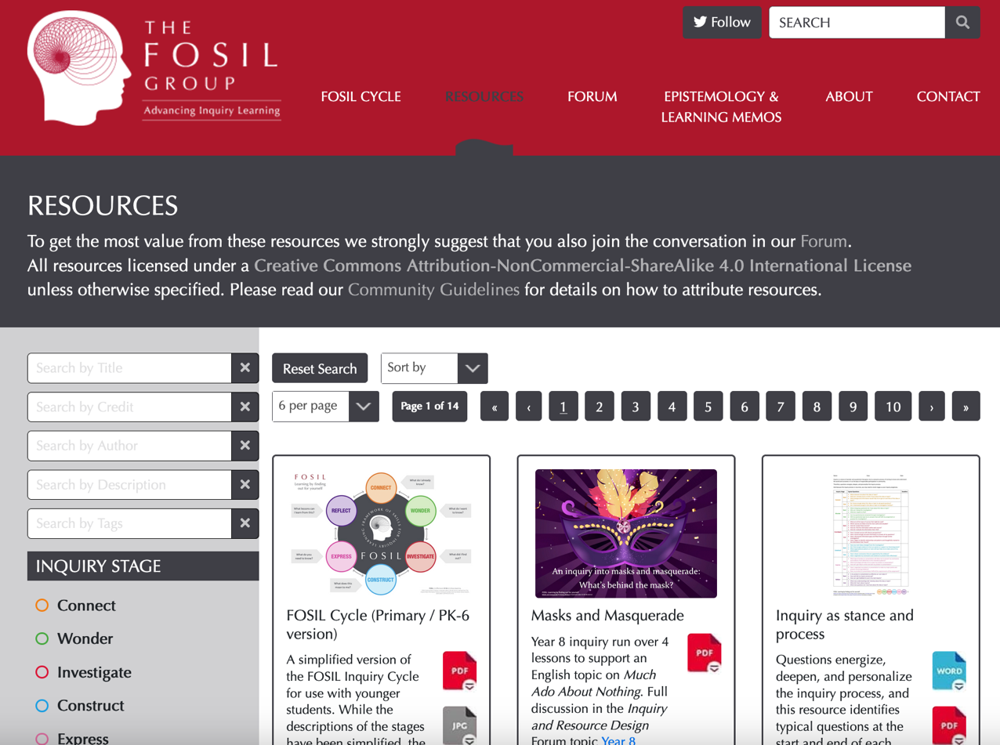 THE
FOSIL
GROUP
Advancing Inquiry Learning
Follow
SEARCH
FOSIL CYCLE
RESOURCES
FORUM
EPISTEMOLOGY &
LEARNING MEMOS
ABOUT
CONTACT
RESOURCES
To get the most value from these resources we strongly suggest that you also join the conversation in our Forum.
All resources licensed under a Creative Commons Attribution-NonCommercial-ShareAlike 4.0 International License
unless otherwise specified. Please read our Community Guidelines for details on how to attribute resources.
Search by Title
Search by Credit
Search by Author
Search by Description
Search by Tags
INQUIRY STAGE
Connect
Wonder
Investigate
Construct
Express
Reset Search
Sort by
6 per page
Page 1 of 14
« ‹ 1 2 3 4 5 6 7 8 9 10 › »
FOSIL
Learning by finding
out for yourself
CONNECT
What do I already
know?
REFLECT
WONDER
EXPRESS
FOSIL
INVESTIGATE
CONSTRUCT
FOSIL Cycle (Primary / PK-6
version)
A simplified version of
the FOSIL Inquiry Cycle
for use with younger
students. While the
descriptions of the stages
have been simplified, the
PDF
JPG
An inquiry into masks and masquerade:
What's behind the mask?
Masks and Masquerade
Year 8 inquiry run over 4
lessons to support an
English topic on Much
Ado About Nothing. Full
discussion in the Inquiry
and Resource Design
Forum topic Year 8
PDF
Inquiry as stance and
process
Questions energize,
deepen, and personalize
the inquiry process, and
this resource identifies
typical questions at the
start and end of each
WORD
PDF